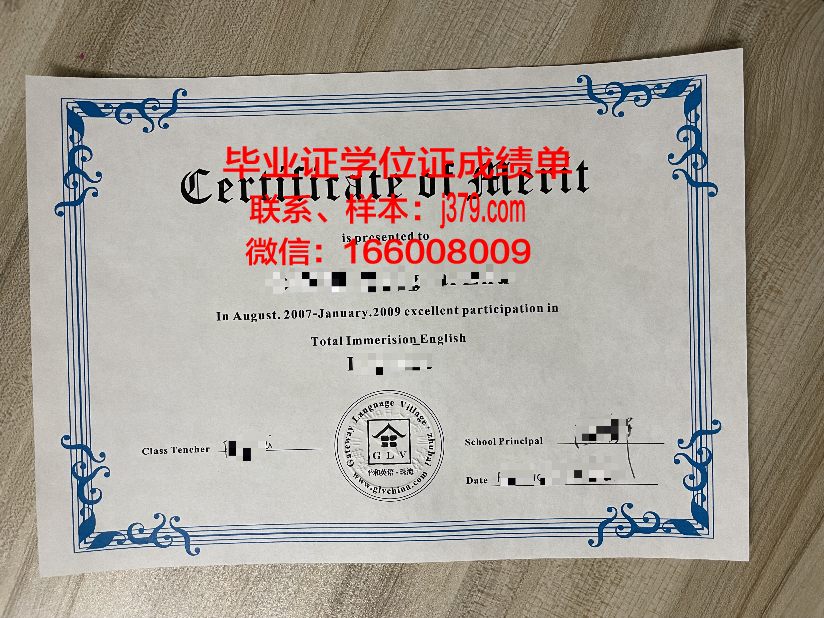 毕业证学位证成绩单
Certificate of Merit
联系、样本：j379.com
is presented to
微信：166008009
In August. 2007-January.2009 excellent participation in
Total Immerision English
Class Tencher
Gateway Language Village· zhuhai
GLV
www.glvchina.com
School Principal
Date